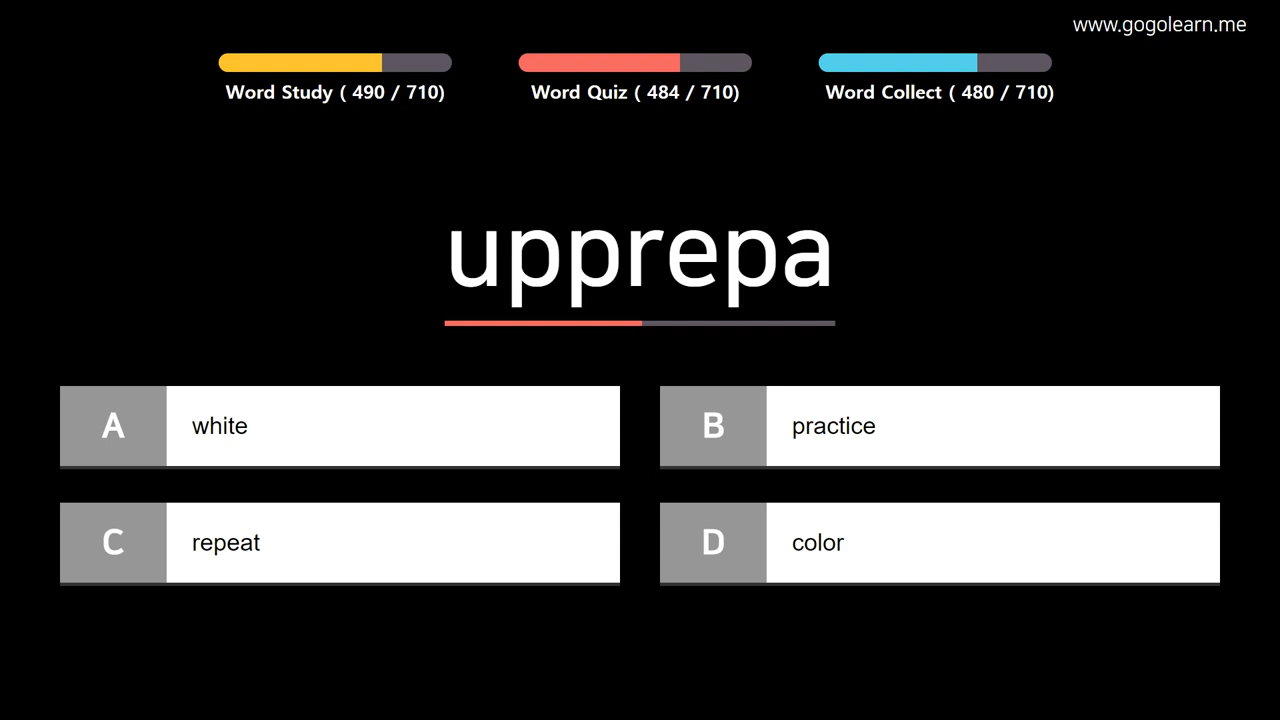 www.gogolearn.me
Word Study ( 490 / 710)
Word Quiz ( 484 / 710)
Word Collect ( 480 / 710)
upprepa
A white
B practice
C repeat
D color